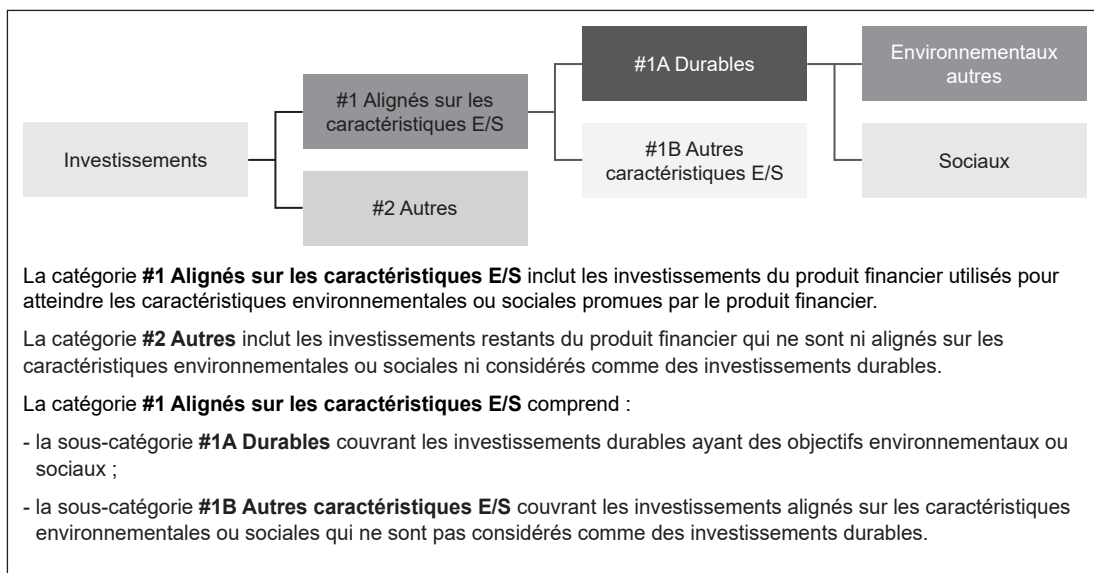 Investissements
#1 Alignés sur les
caractéristiques E/S
#2 Autres
#1A Durables
#1B Autres
caractéristiques E/S
Environnementaux
autres
Sociaux
La catégorie #1 Alignés sur les caractéristiques E/S inclut les investissements du produit financier utilisés pour
atteindre les caractéristiques environnementales ou sociales promues par le produit financier.
La catégorie #2 Autres inclut les investissements restants du produit financier qui ne sont ni alignés sur les
caractéristiques environnementales ou sociales ni considérés comme des investissements durables.
La catégorie #1 Alignés sur les caractéristiques E/S comprend :
- la sous-catégorie #1A Durables couvrant les investissements durables ayant des objectifs environnementaux ou
sociaux ;
- la sous-catégorie #1B Autres caractéristiques E/S couvrant les investissements alignés sur les caractéristiques
environnementales ou sociales qui ne sont pas considérés comme des investissements durables.